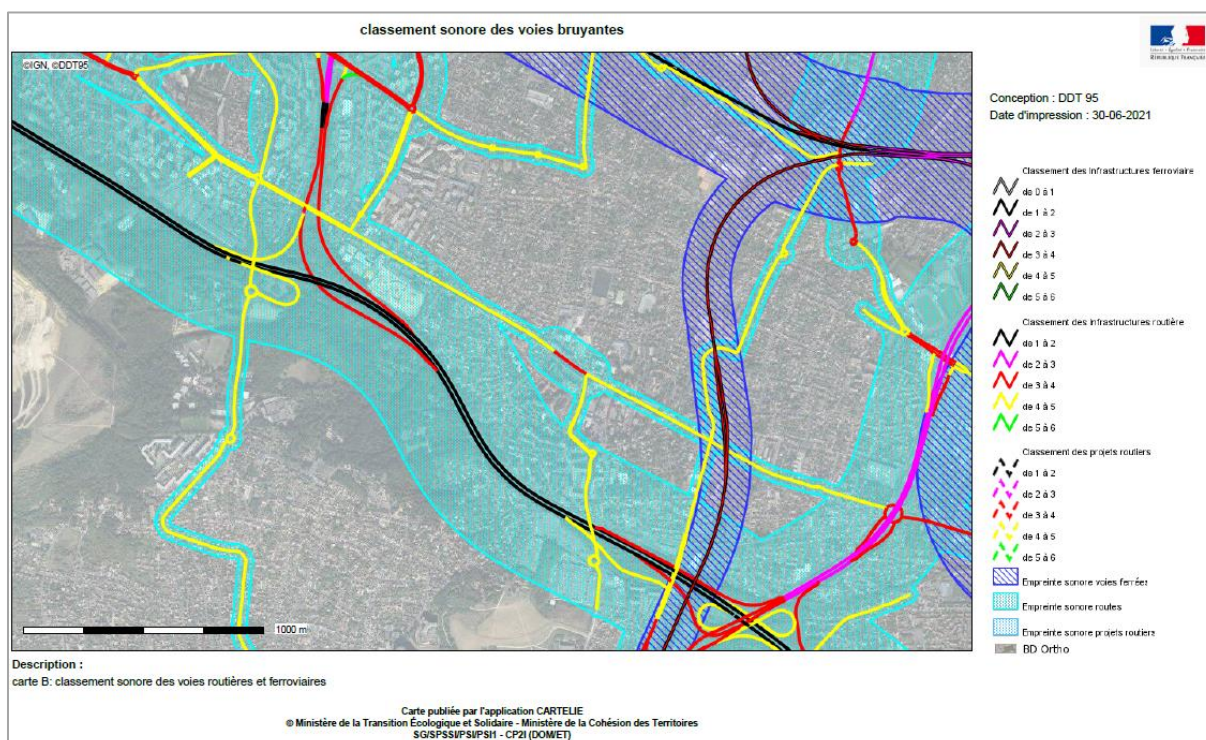 classement sonore des voies bruyantes
©IGN, ©DDT95
RÉPUBLIQUE FRANÇAISE
Conception : DDT 95
Date d'impression : 30-06-2021
Classement des infrastructures ferroviaire
de 0 à 1
de 1 à 2
de 2 à 3
de 3 à 4
de 4 à 5
de 5 à 6
Classement des infrastructures routière
de 1 à 2
de 2 à 3
de 3 à 4
de 4 à 5
de 5 à 6
Classement des projets routiers
de 1 à 2
de 2 à 3
de 3 à 4
de 4 à 5
de 5 à 6
Empreinte sonore voies ferrées
Empreinte sonore routes
Empreinte sonore projets routiers
BD Ortho
1000 m
Description :
carte B: classement sonore des voies routières et ferroviaires
Carte publiée par l'application CARTELIE
© Ministère de la Transition Écologique et Solidaire - Ministère de la Cohésion des Territoires
SG/SPSSI/PSI/PSI1 - CP2I (DOM/ET)